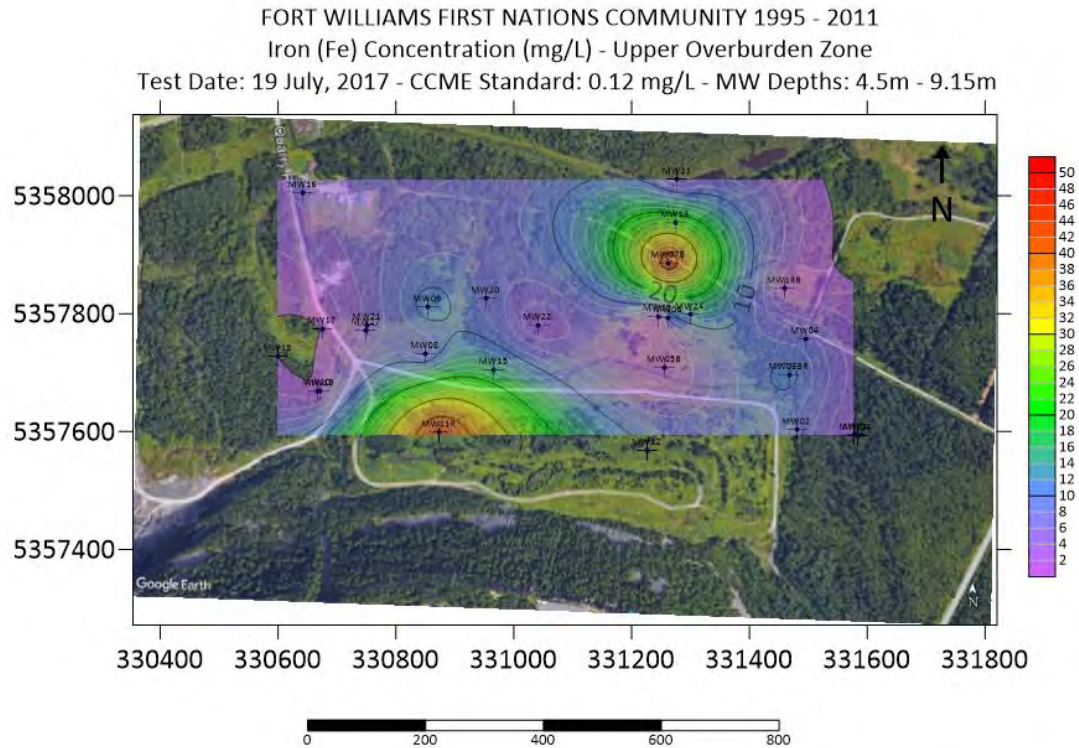 FORT WILLIAMS FIRST NATIONS COMMUNITY 1995 - 2011
Iron (Fe) Concentration (mg/L) - Upper Overburden Zone
Test Date: 19 July, 2017 - CCME Standard: 0.12 mg/L - MW Depths: 4.5m - 9.15m
5358000
5357800
5357600
5357400
330400 330600 330800 331000 331200 331400 331600 331800
MW16
MW20
MW09
MW22
MW17
MW21
MW06
MW15
MW24
MW04
MW05B
MW02
MW12
20
10
N
N
Google Earth
50
48
46
44
42
40
38
36
34
32
30
28
26
24
22
20
18
16
14
12
10
8
6
4
2
0 200 400 600 800